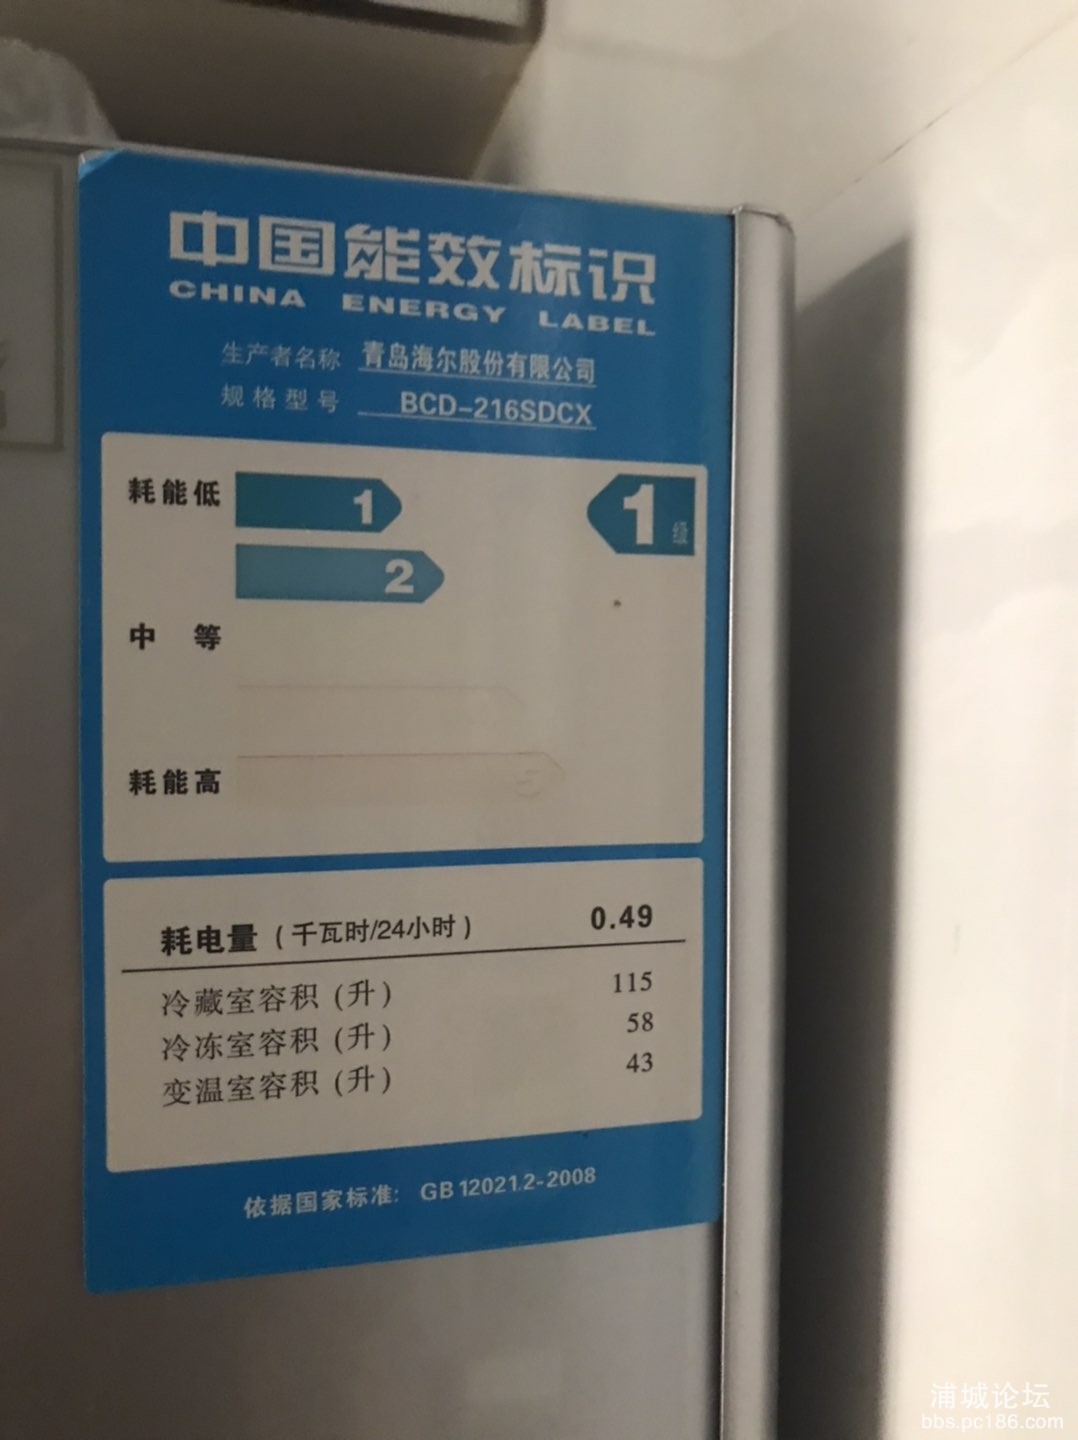 中国能效标识
CHINA ENERGY LABEL
生产者名称 青岛海尔股份有限公司
规格型号 BCD-216SDCX
耗能低 1 1级
2
中 等
耗能高 5
耗电量（千瓦时/24小时） 0.49
冷藏室容积（升） 115
冷冻室容积（升） 58
变温室容积（升） 43
依据国家标准: GB 12021.2-2008
浦城论坛
bbs.pc186.com